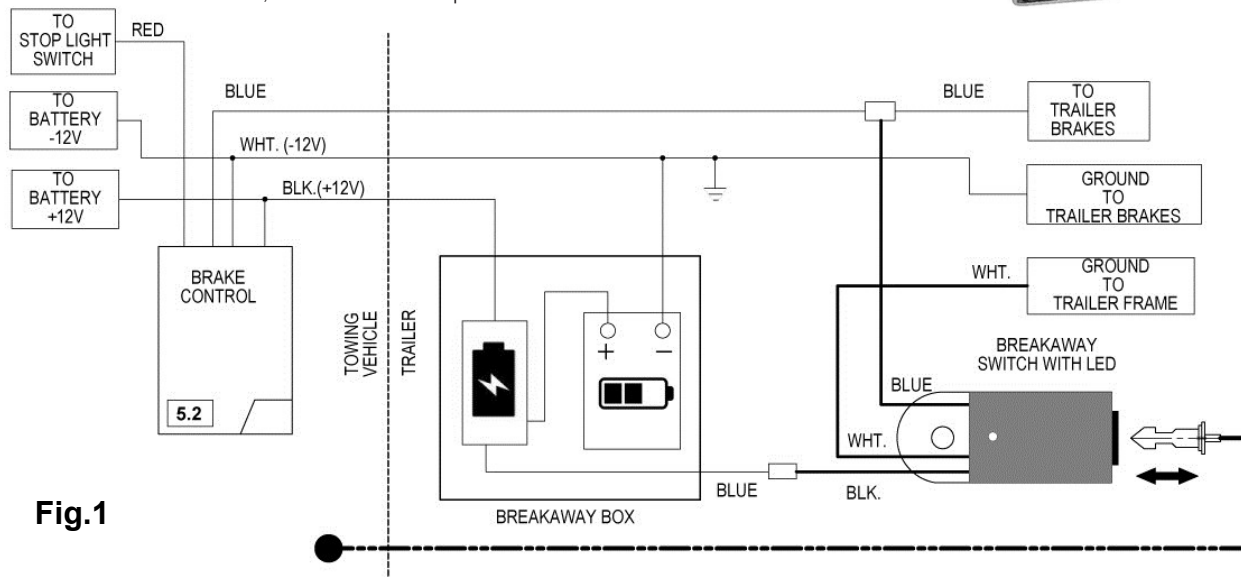 TO
STOP LIGHT
SWITCH
RED
TO
BATTERY
-12V
BLUE
BLUE
TO
TRAILER
BRAKES
WHT. (-12V)
TO
BATTERY
+12V
BLK.(+12V)
GROUND
TO
TRAILER BRAKES
BRAKE
CONTROL
5.2
TOWING
VEHICLE
TRAILER
+
−
WHT.
GROUND
TO
TRAILER FRAME
BREAKAWAY
SWITCH WITH LED
BLUE
WHT.
BLUE
BLK.
BREAKAWAY BOX
Fig.1